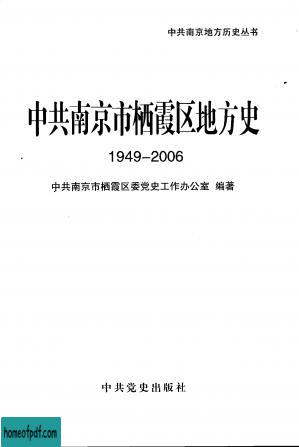 中共南京地方历史丛书
中共南京市栖霞区地方史
1949-2006
中共南京市栖霞区委党史工作办公室 编著
中共党史出版社
homeofpdf.com